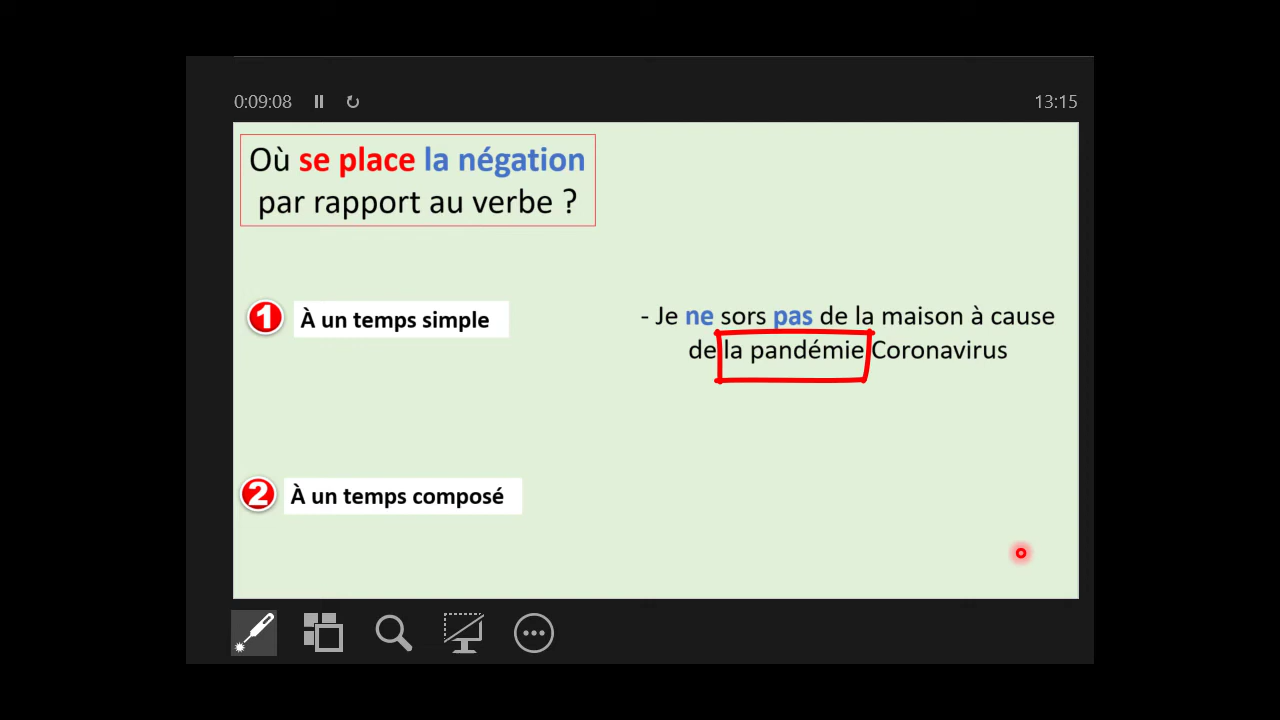 0:09:08
13:15
Où se place la négation
par rapport au verbe ?
1 À un temps simple
- Je ne sors pas de la maison à cause
de la pandémie Coronavirus
2 À un temps composé